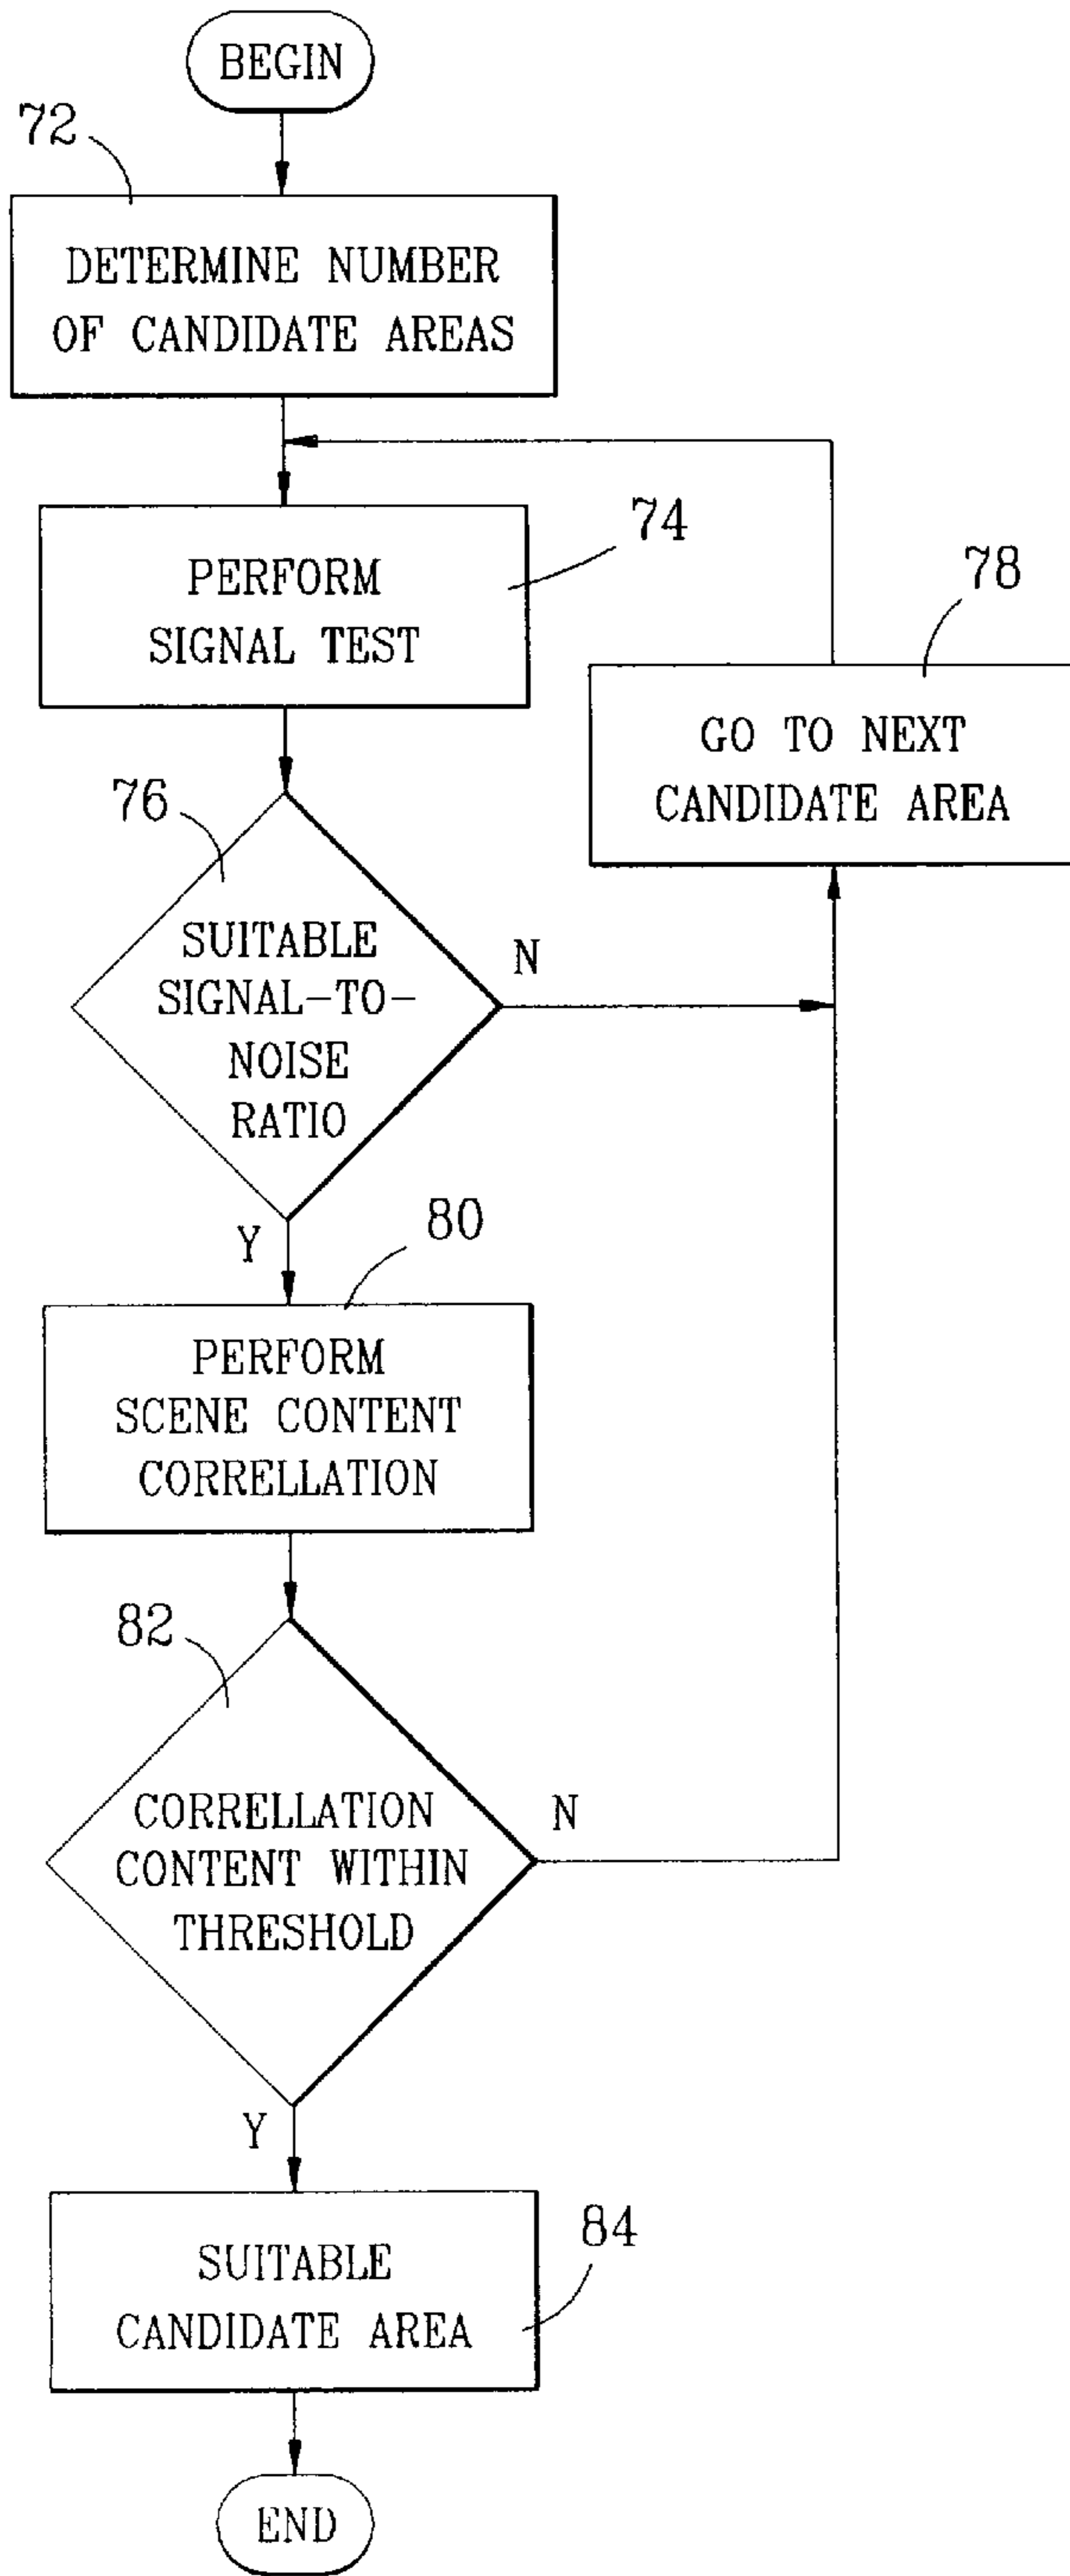 BEGIN
72
DETERMINE NUMBER
OF CANDIDATE AREAS
74
PERFORM
SIGNAL TEST
78
GO TO NEXT
CANDIDATE AREA
76
SUITABLE
SIGNAL-TO-
NOISE
RATIO
N
Y
80
PERFORM
SCENE CONTENT
CORRELLATION
82
CORRELLATION
CONTENT WITHIN
THRESHOLD
N
Y
84
SUITABLE
CANDIDATE AREA
END